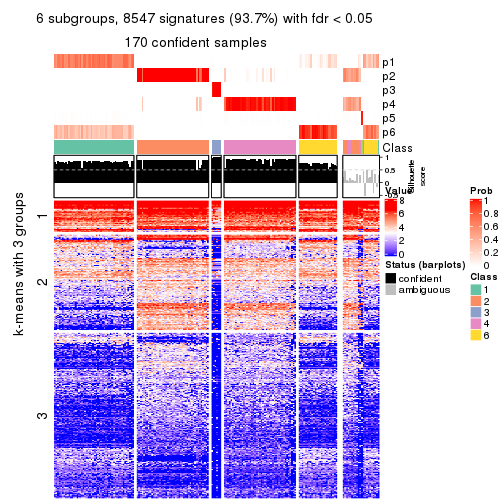 6 subgroups, 8547 signatures (93.7%) with fdr < 0.05
170 confident samples
p1
p2
p3
p4
p5
p6
Class
1
0.5
0
-0.5
Silhouette
score
k-means with 3 groups
1
2
3
Value
8
6
4
2
0
Status (barplots)
confident
ambiguous
Prob
1
0.8
0.6
0.4
0.2
0
Class
1
2
3
4
6